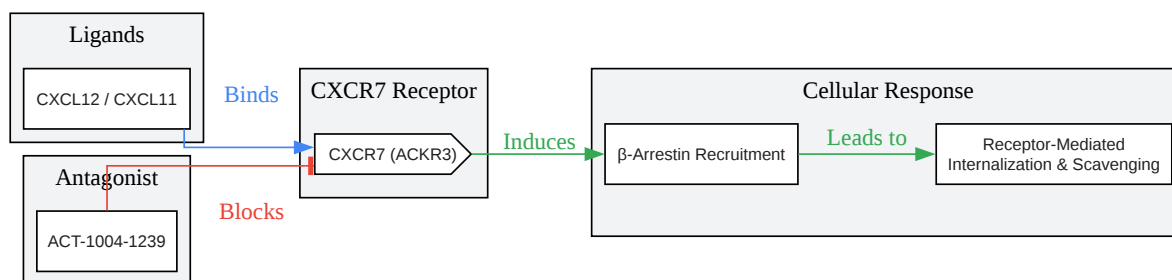 Ligands
CXCL12 / CXCL11
Binds
CXCR7 Receptor
CXCR7 (ACKR3)
Induces
Cellular Response
β-Arrestin Recruitment
Leads to
Receptor-Mediated
Internalization & Scavenging
Antagonist
ACT-1004-1239
Blocks